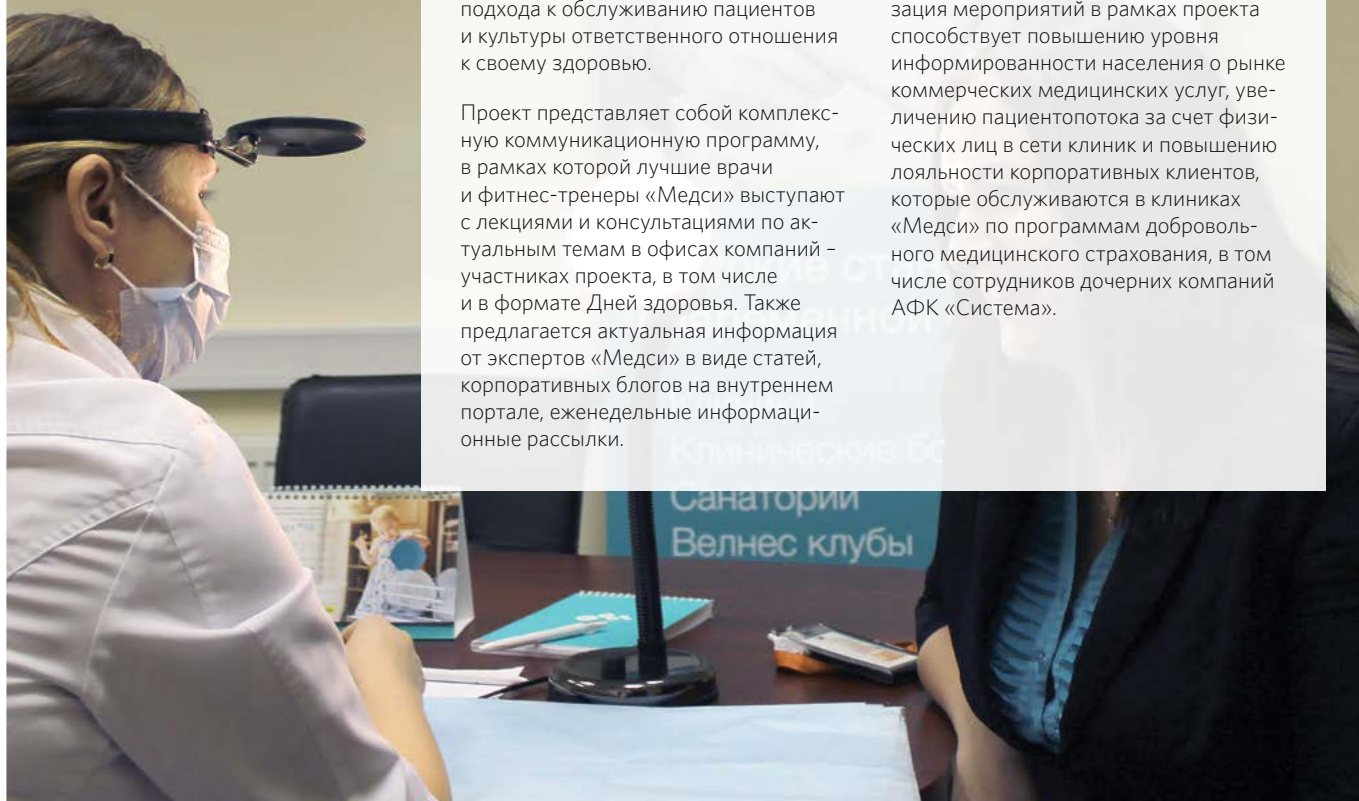 подхода к обслуживанию пациентов
и культуры ответственного отношения
к своему здоровью.
Проект представляет собой комплекс-
ную коммуникационную программу,
в рамках которой лучшие врачи
и фитнес-тренеры «Медси» выступают
с лекциями и консультациями по ак-
туальным темам в офисах компаний –
участниках проекта, в том числе
и в формате Дней здоровья. Также
предлагается актуальная информация
от экспертов «Медси» в виде статей,
корпоративных блогов на внутреннем
портале, еженедельные информаци-
онные рассылки.
зация мероприятий в рамках проекта
способствует повышению уровня
информированности населения о рынке
коммерческих медицинских услуг, уве-
личению пациентопотока за счет физи-
ческих лиц в сети клиник и повышению
лояльности корпоративных клиентов,
которые обслуживаются в клиниках
«Медси» по программам доброволь-
ного медицинского страхования, в том
числе сотрудников дочерних компаний
АФК «Система».
Клиники
Клинические
Санатории
Велнес клубы